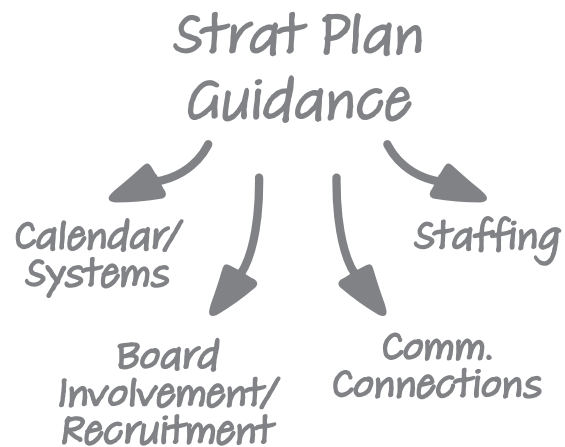 Strat Plan
Guidance
Calendar/
Systems
Staffing
Board
Involvement/
Recruitment
Comm.
Connections